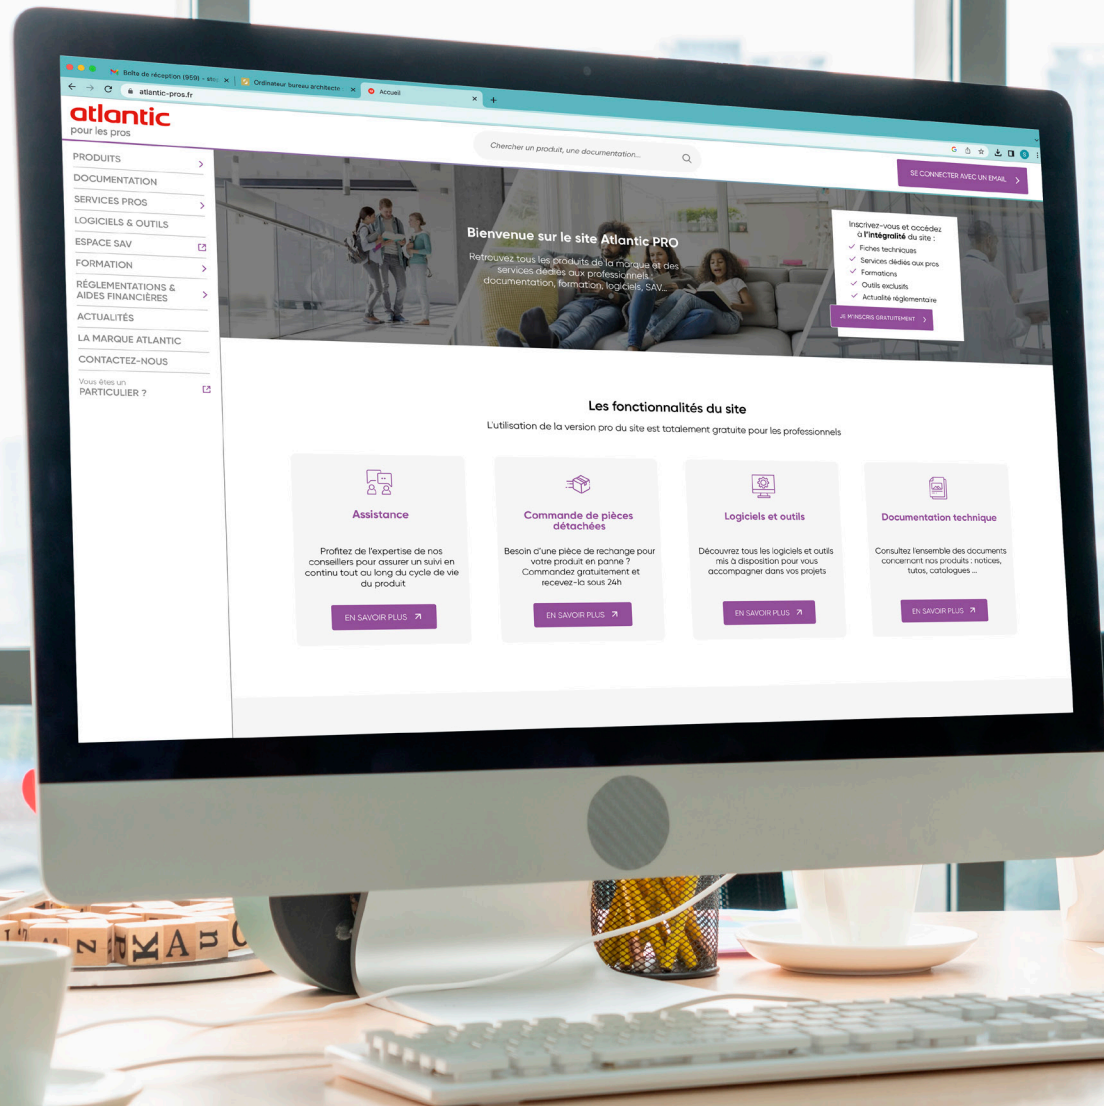 Boîte de réception (959) - 
Ordinateur bureau architecte
Accueil
atlantic-pros.fr
atlantic
pour les pros
Chercher un produit, une documentation...
SE CONNECTER AVEC UN EMAIL
PRODUITS
DOCUMENTATION
SERVICES PROS
LOGICIELS & OUTILS
ESPACE SAV
FORMATION
RÉGLEMENTATIONS &
AIDES FINANCIÈRES
ACTUALITÉS
LA MARQUE ATLANTIC
CONTACTEZ-NOUS
Vous êtes un
PARTICULIER ?
Bienvenue sur le site Atlantic PRO
Retrouvez tous les produits de la marque et des
services dédiés aux professionnels :
documentation, formation, logiciels, SAV...
Inscrivez-vous et accédez
à l'intégralité du site :
Fiches techniques
Services dédiés aux pros
Formations
Outils exclusifs
Actualité réglementaire
JE M'INSCRIS GRATUITEMENT
Les fonctionnalités du site
L'utilisation de la version pro du site est totalement gratuite pour les professionnels
Assistance
Profitez de l'expertise de nos
conseillers pour assurer un suivi en
continu tout au long du cycle de vie
du produit
EN SAVOIR PLUS
Commande de pièces
détachées
Besoin d'une pièce de rechange pour
votre produit en panne ?
Commandez gratuitement et
recevez-la sous 24h
EN SAVOIR PLUS
Logiciels et outils
Découvrez tous les logiciels et outils
mis à disposition pour vous
accompagner dans vos projets
EN SAVOIR PLUS
Documentation technique
Consultez l'ensemble des documents
concernant nos produits : notices,
tutos, catalogues ...
EN SAVOIR PLUS
K A